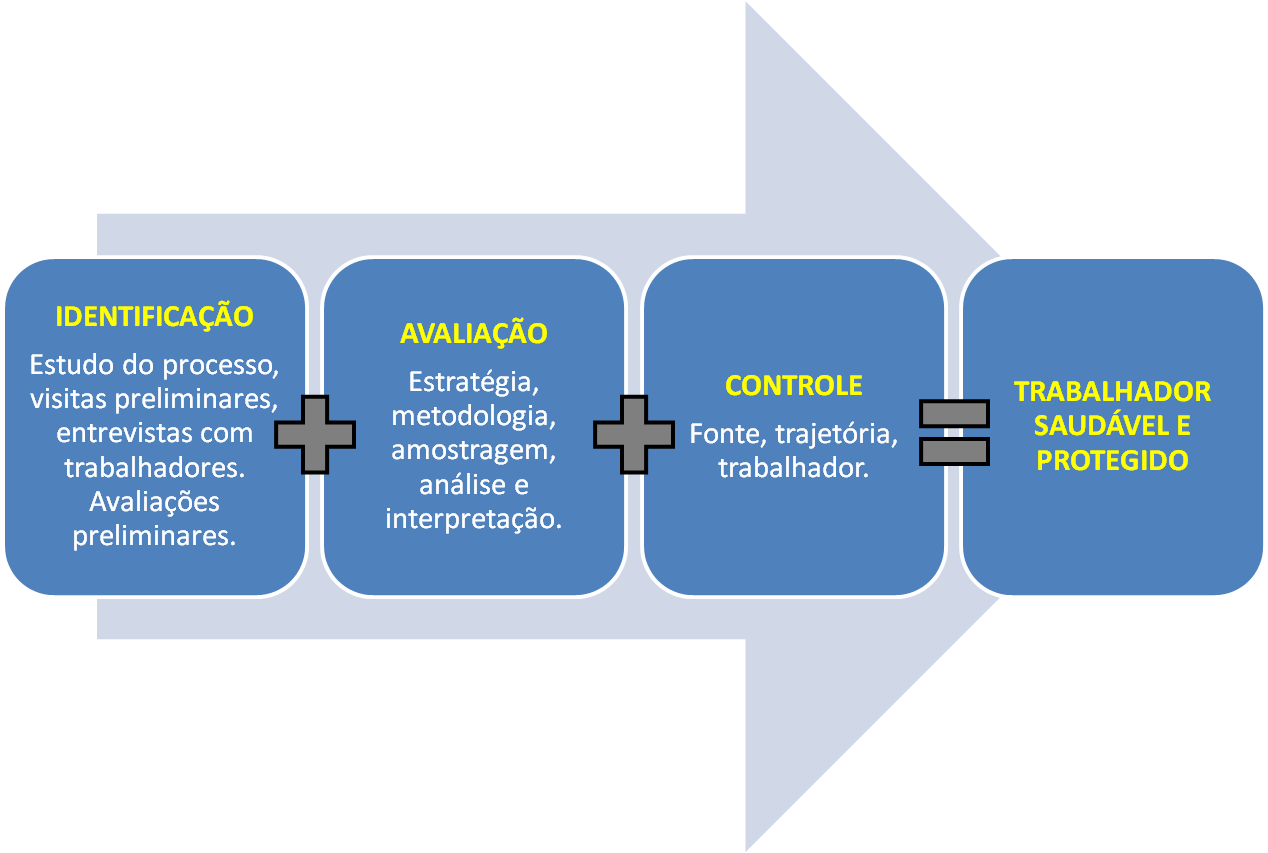 IDENTIFICAÇÃO
Estudo do processo,
visitas preliminares,
entrevistas com
trabalhadores.
Avaliações
preliminares.
AVALIAÇÃO
Estratégia,
metodologia,
amostragem,
análise e
interpretação.
CONTROLE
Fonte, trajetória,
trabalhador.
TRABALHADOR
SAUDÁVEL E
PROTEGIDO